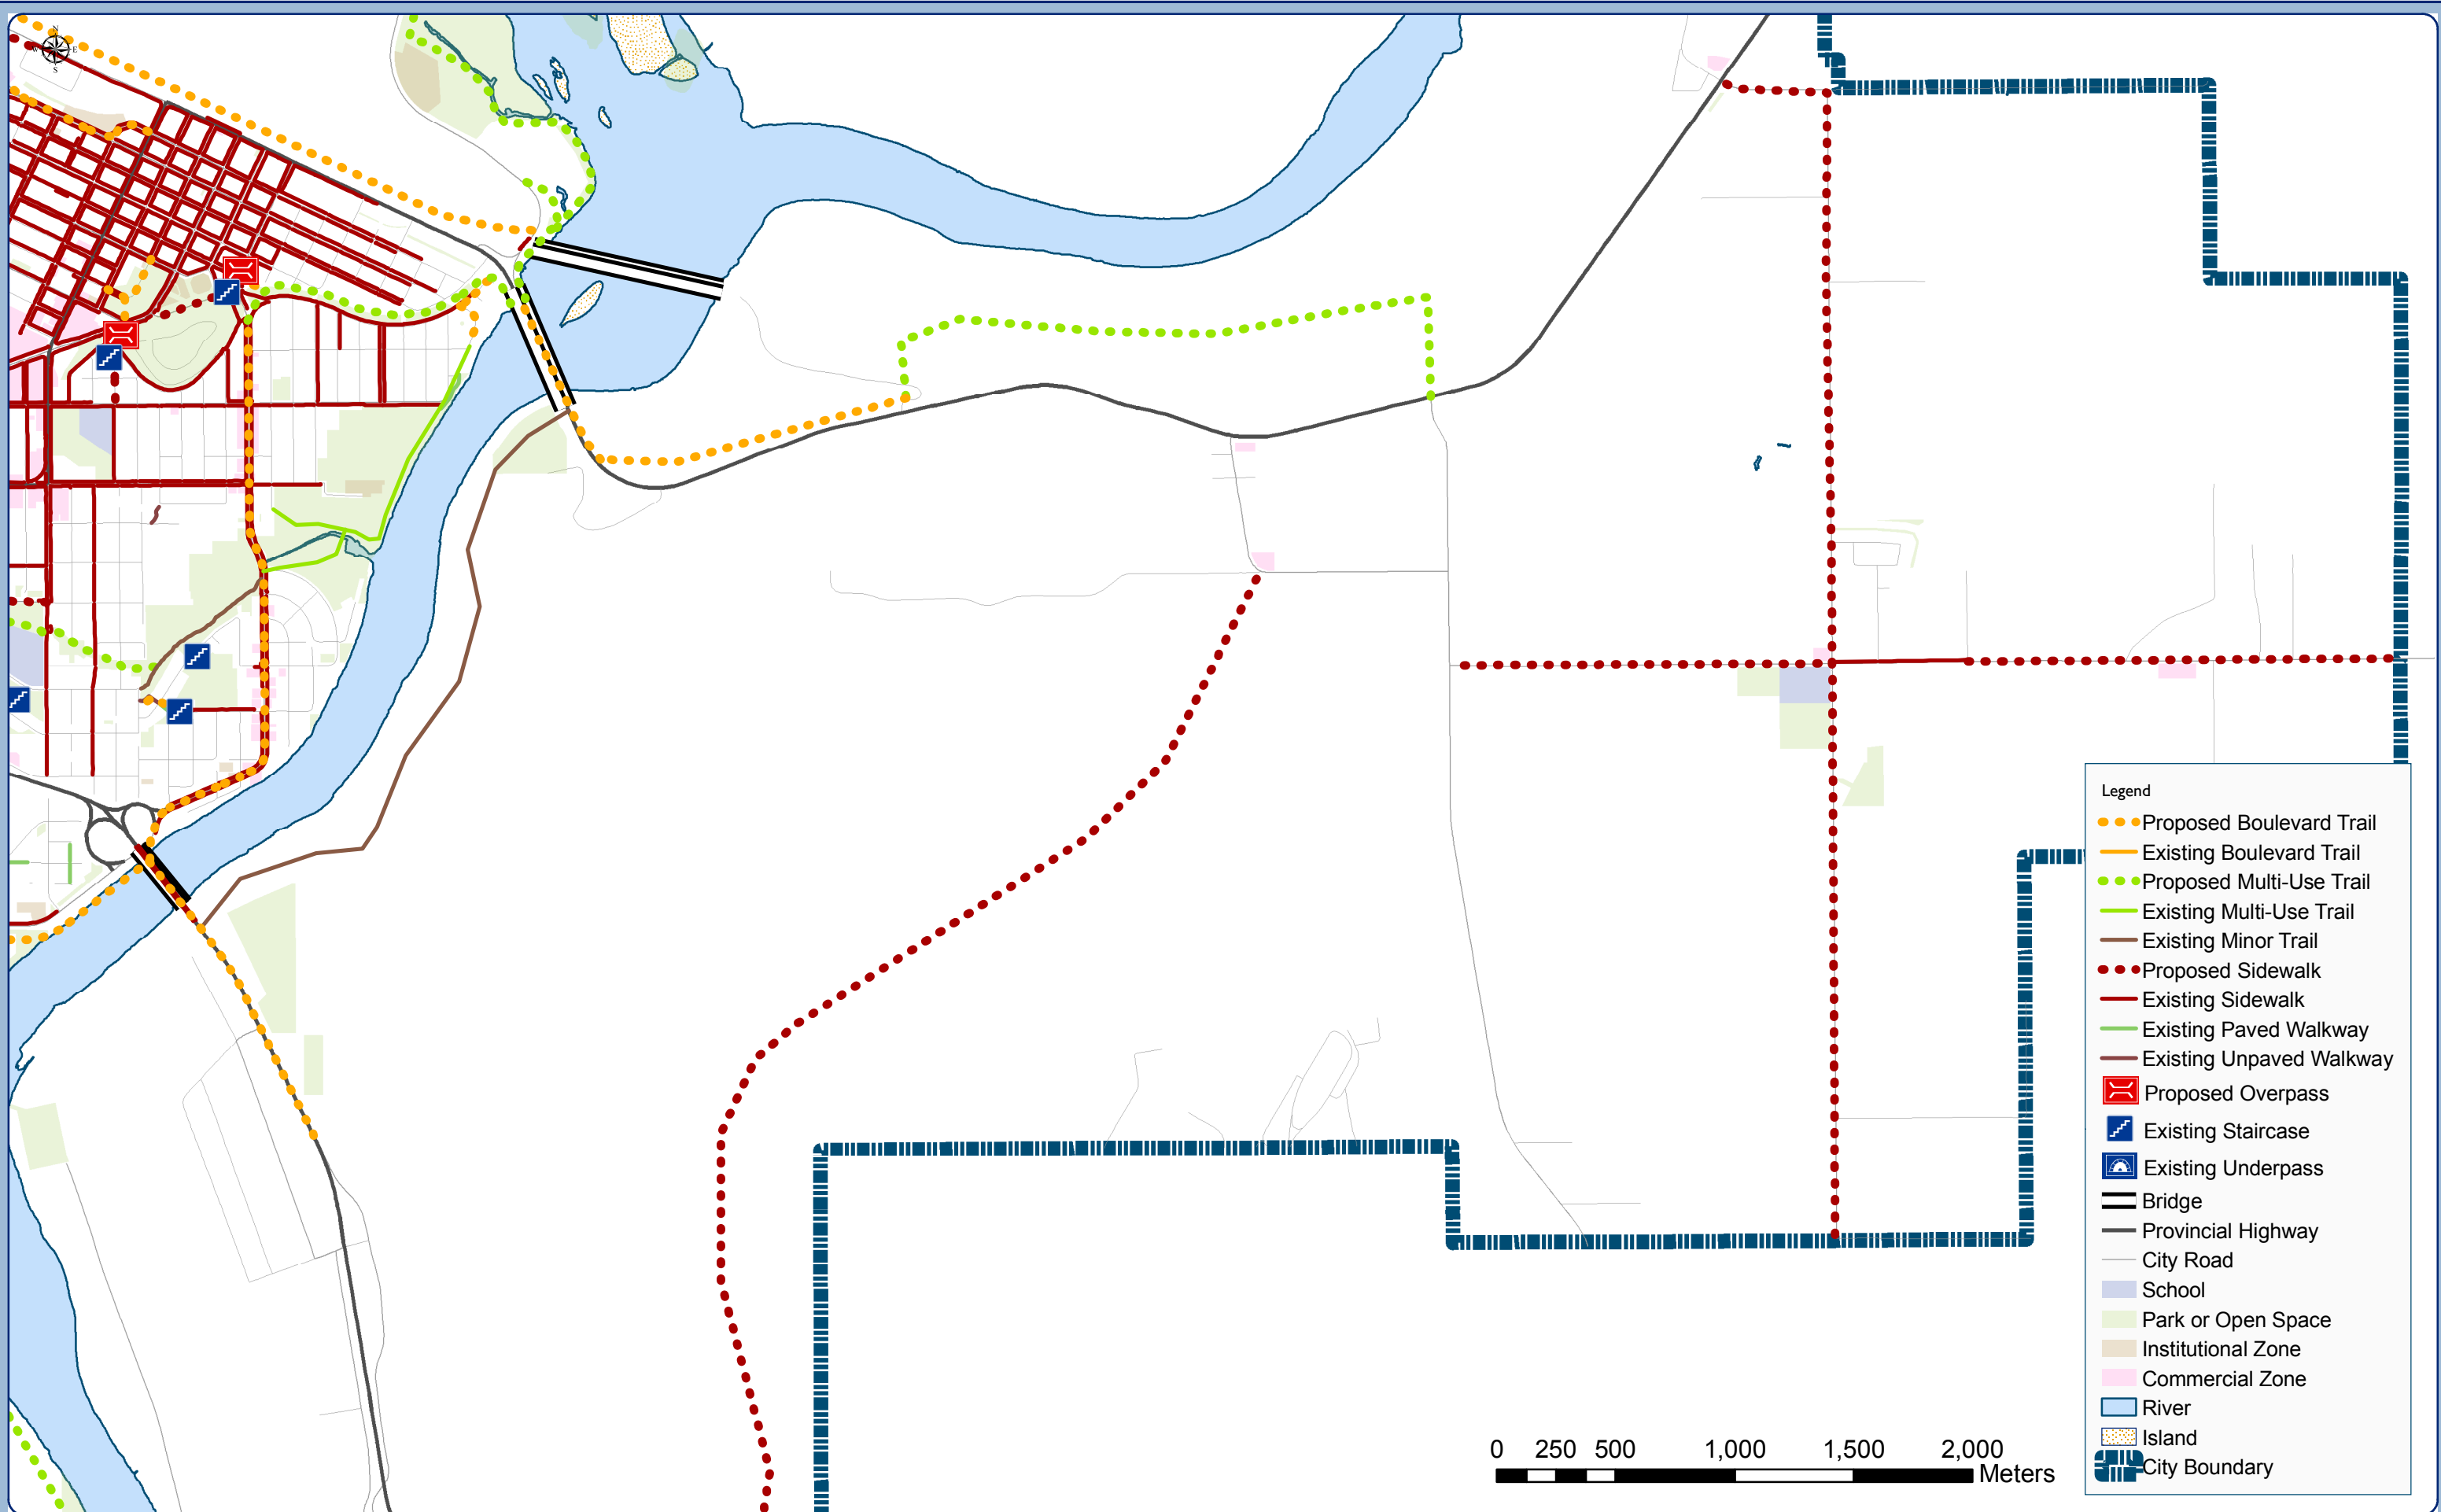 N
W E
S
Legend
Proposed Boulevard Trail
Existing Boulevard Trail
Proposed Multi-Use Trail
Existing Multi-Use Trail
Existing Minor Trail
Proposed Sidewalk
Existing Sidewalk
Existing Paved Walkway
Existing Unpaved Walkway
Proposed Overpass
Existing Staircase
Existing Underpass
Bridge
Provincial Highway
City Road
School
Park or Open Space
Institutional Zone
Commercial Zone
River
Island
City Boundary
0 250 500 1,000 1,500 2,000
Meters